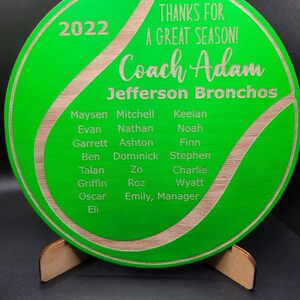 2022
THANKS FOR
A GREAT SEASON!
Coach Adam
Jefferson Bronchos
Maysen Mitchell Keelan
Evan Nathan Noah
Garrett Ashton Finn
Ben Dominick Stephen
Talan Zo Charlie
Griffin Roz Wyatt
Oscar Emily, Manager
Eli